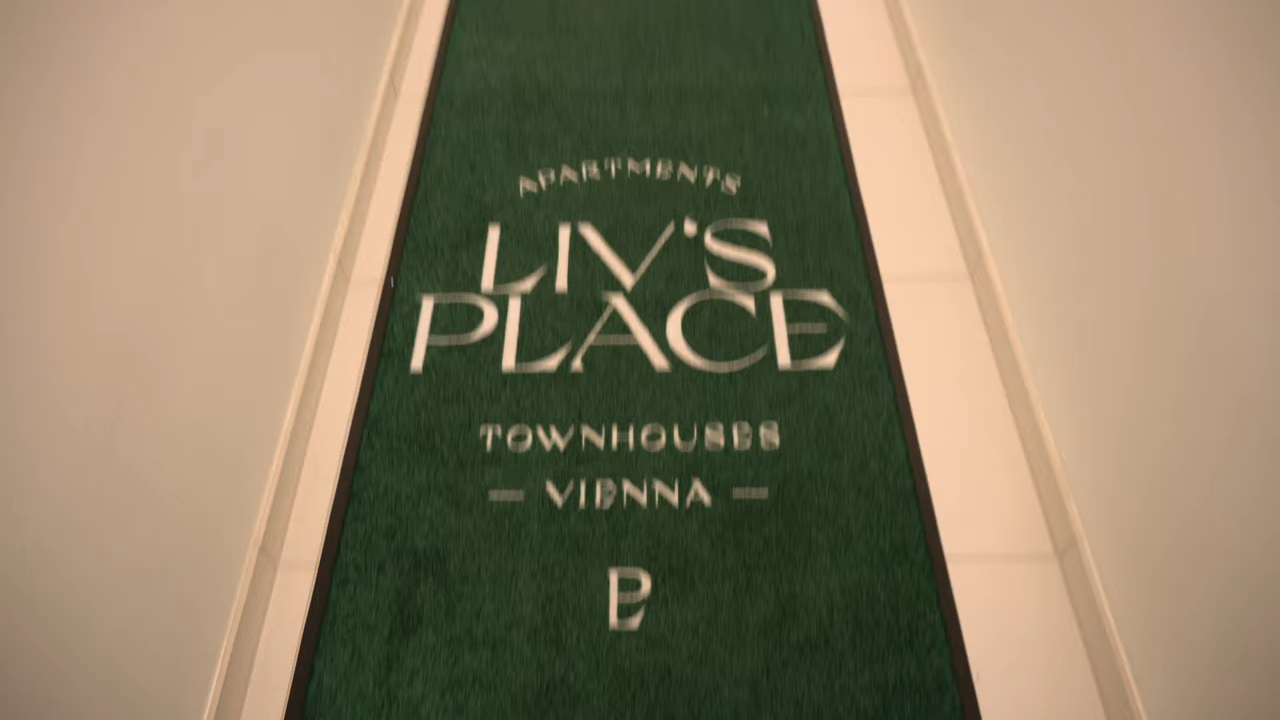 APARTMENTS
LIV'S
PLACE
TOWNHOUSES
— VIENNA —